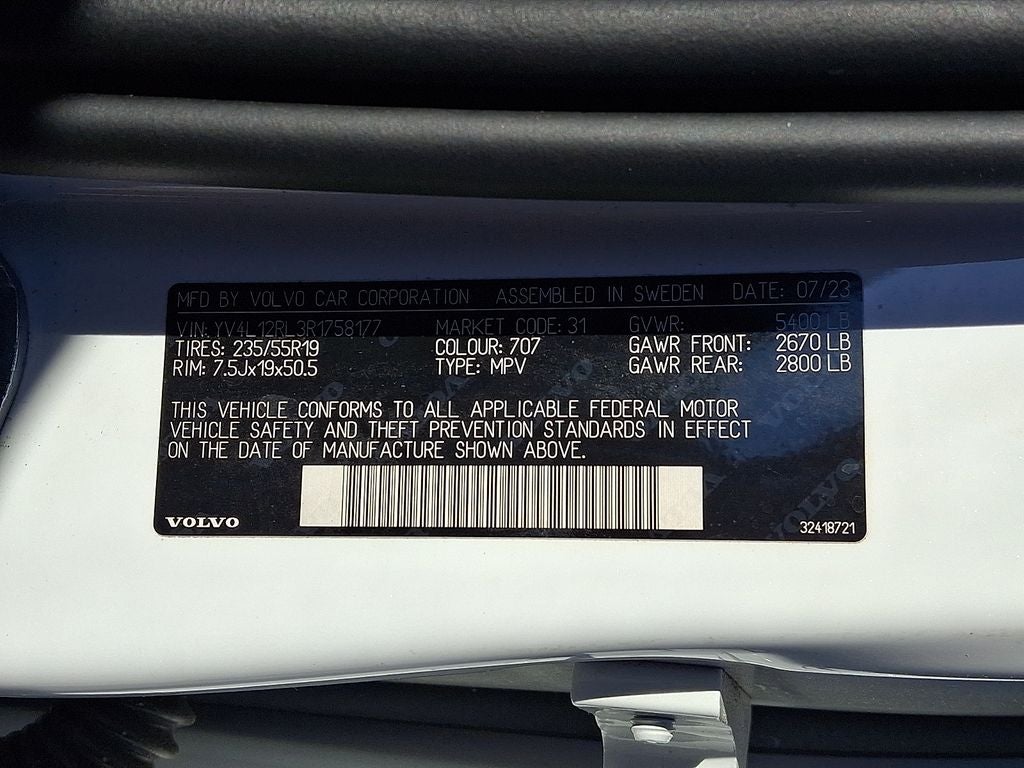 MFD BY VOLVO CAR CORPORATION ASSEMBLED IN SWEDEN DATE: 07/23
VIN: YV4L12RL3R1758177 MARKET CODE: 31 GVWR: 5400 LB
TIRES: 235/55R19 COLOUR: 707 GAWR FRONT: 2670 LB
RIM: 7.5Jx19x50.5 TYPE: MPV GAWR REAR: 2800 LB
THIS VEHICLE CONFORMS TO ALL APPLICABLE FEDERAL MOTOR
VEHICLE SAFETY AND THEFT PREVENTION STANDARDS IN EFFECT
ON THE DATE OF MANUFACTURE SHOWN ABOVE.
VOLVO 32418721